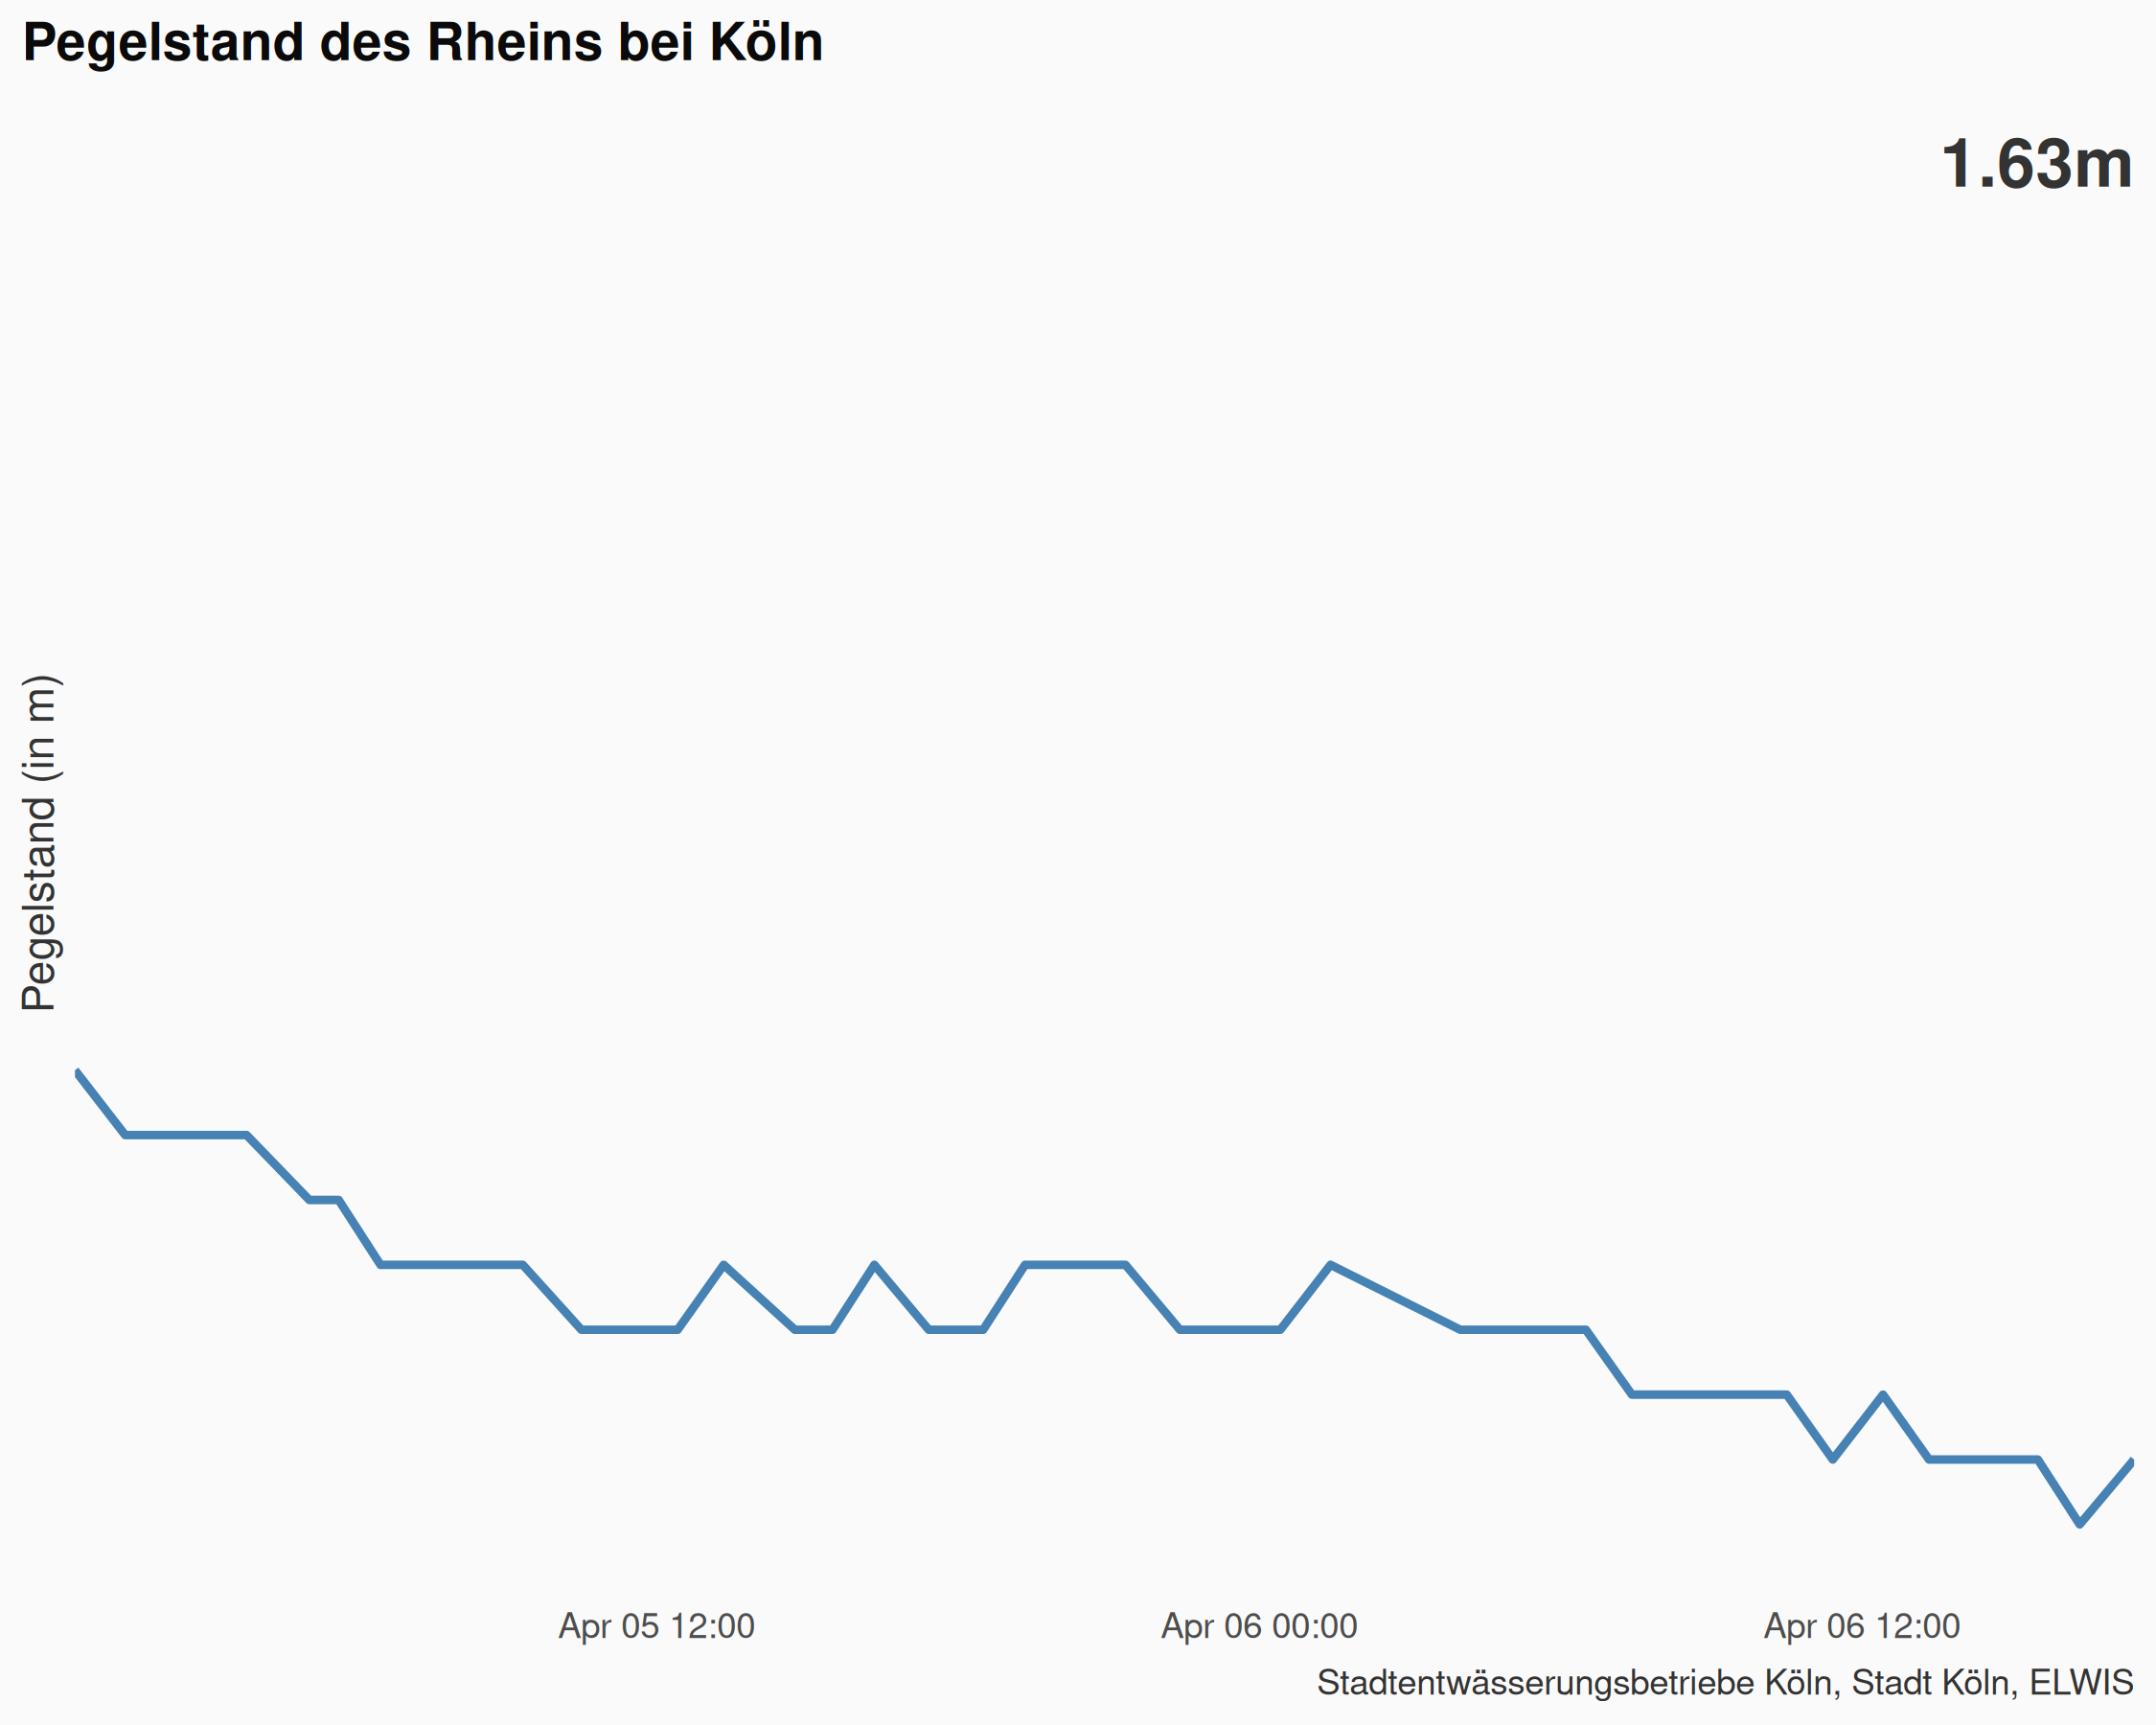 Pegelstand des Rheins bei Köln
1.63m
Pegelstand (in m)
Apr 05 12:00
Apr 06 00:00
Apr 06 12:00
Stadtentwässerungsbetriebe Köln, Stadt Köln, ELWIS